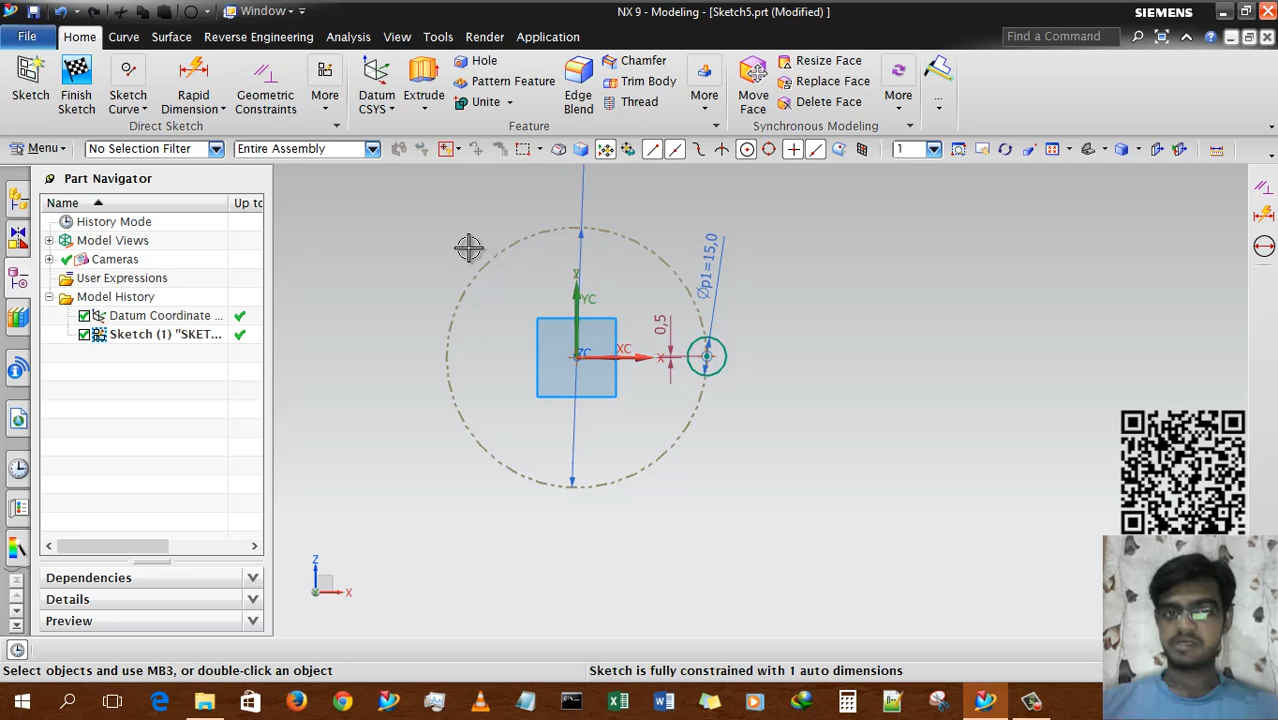 Window
NX 9 - Modeling - [Sketch5.prt (Modified) ]
SIEMENS
File
Home
Curve
Surface
Reverse Engineering
Analysis
View
Tools
Render
Application
Find a Command
Sketch
Finish
Sketch
Sketch
Curve
Rapid
Dimension
Geometric
Constraints
More
Direct Sketch
Datum
CSYS
Extrude
Hole
Pattern Feature
Unite
Edge
Blend
Chamfer
Trim Body
Thread
More
Feature
Move
Face
Resize Face
Replace Face
Delete Face
More
Synchronous Modeling
...
Menu
No Selection Filter
Entire Assembly
1
Part Navigator
Name
Up to
History Mode
Model Views
Cameras
User Expressions
Model History
Datum Coordinate ...
Sketch (1) "SKET...
Dependencies
Details
Preview
YC
XC
X
ZC
0,5
Øp1=15,0
Z
X
Select objects and use MB3, or double-click an object
Sketch is fully constrained with 1 auto dimensions